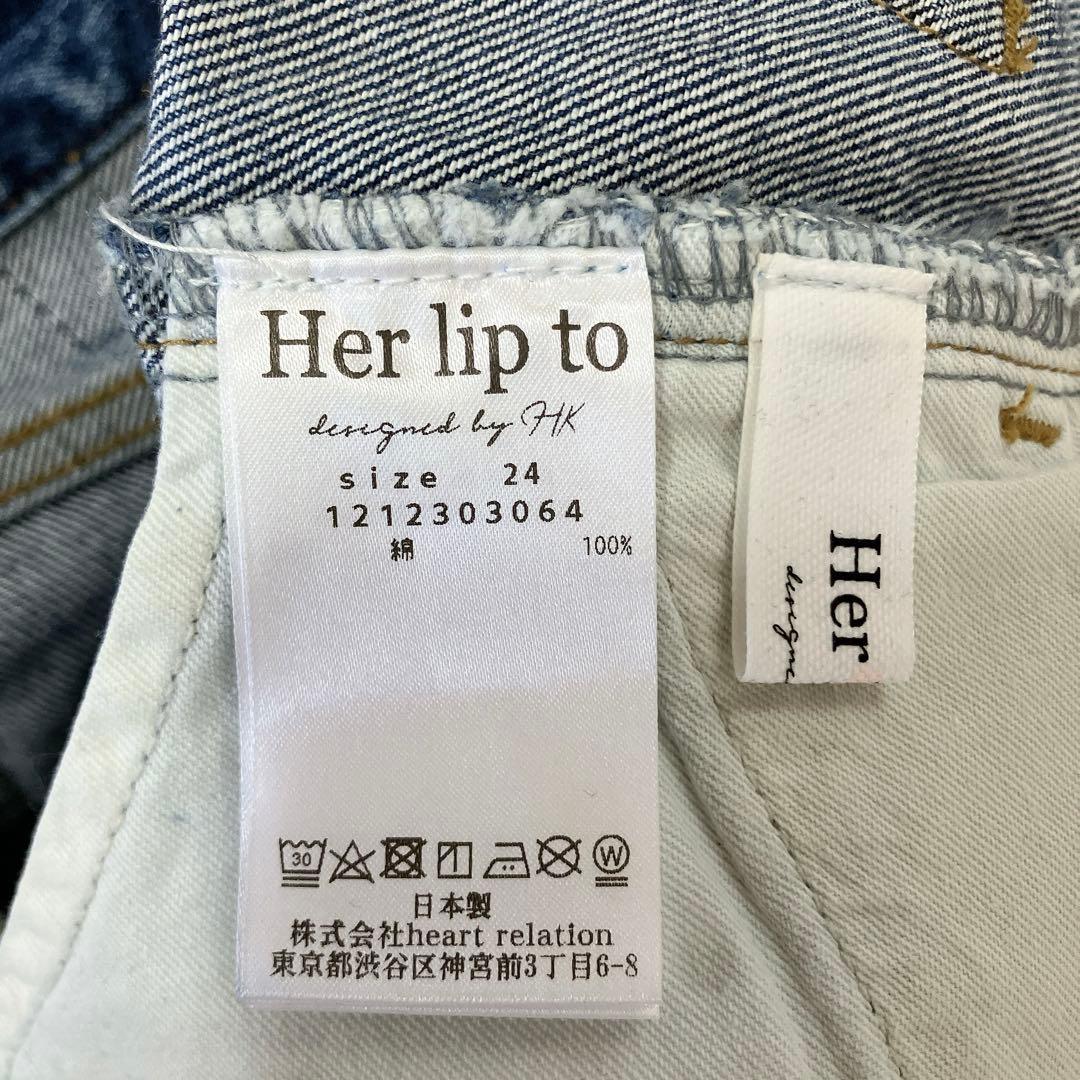 Her lip to
designed by HK
size 24
1212303064
綿 100%
30
W
日本製
株式会社heart relation
東京都渋谷区神宮前3丁目6-8
Her
designe